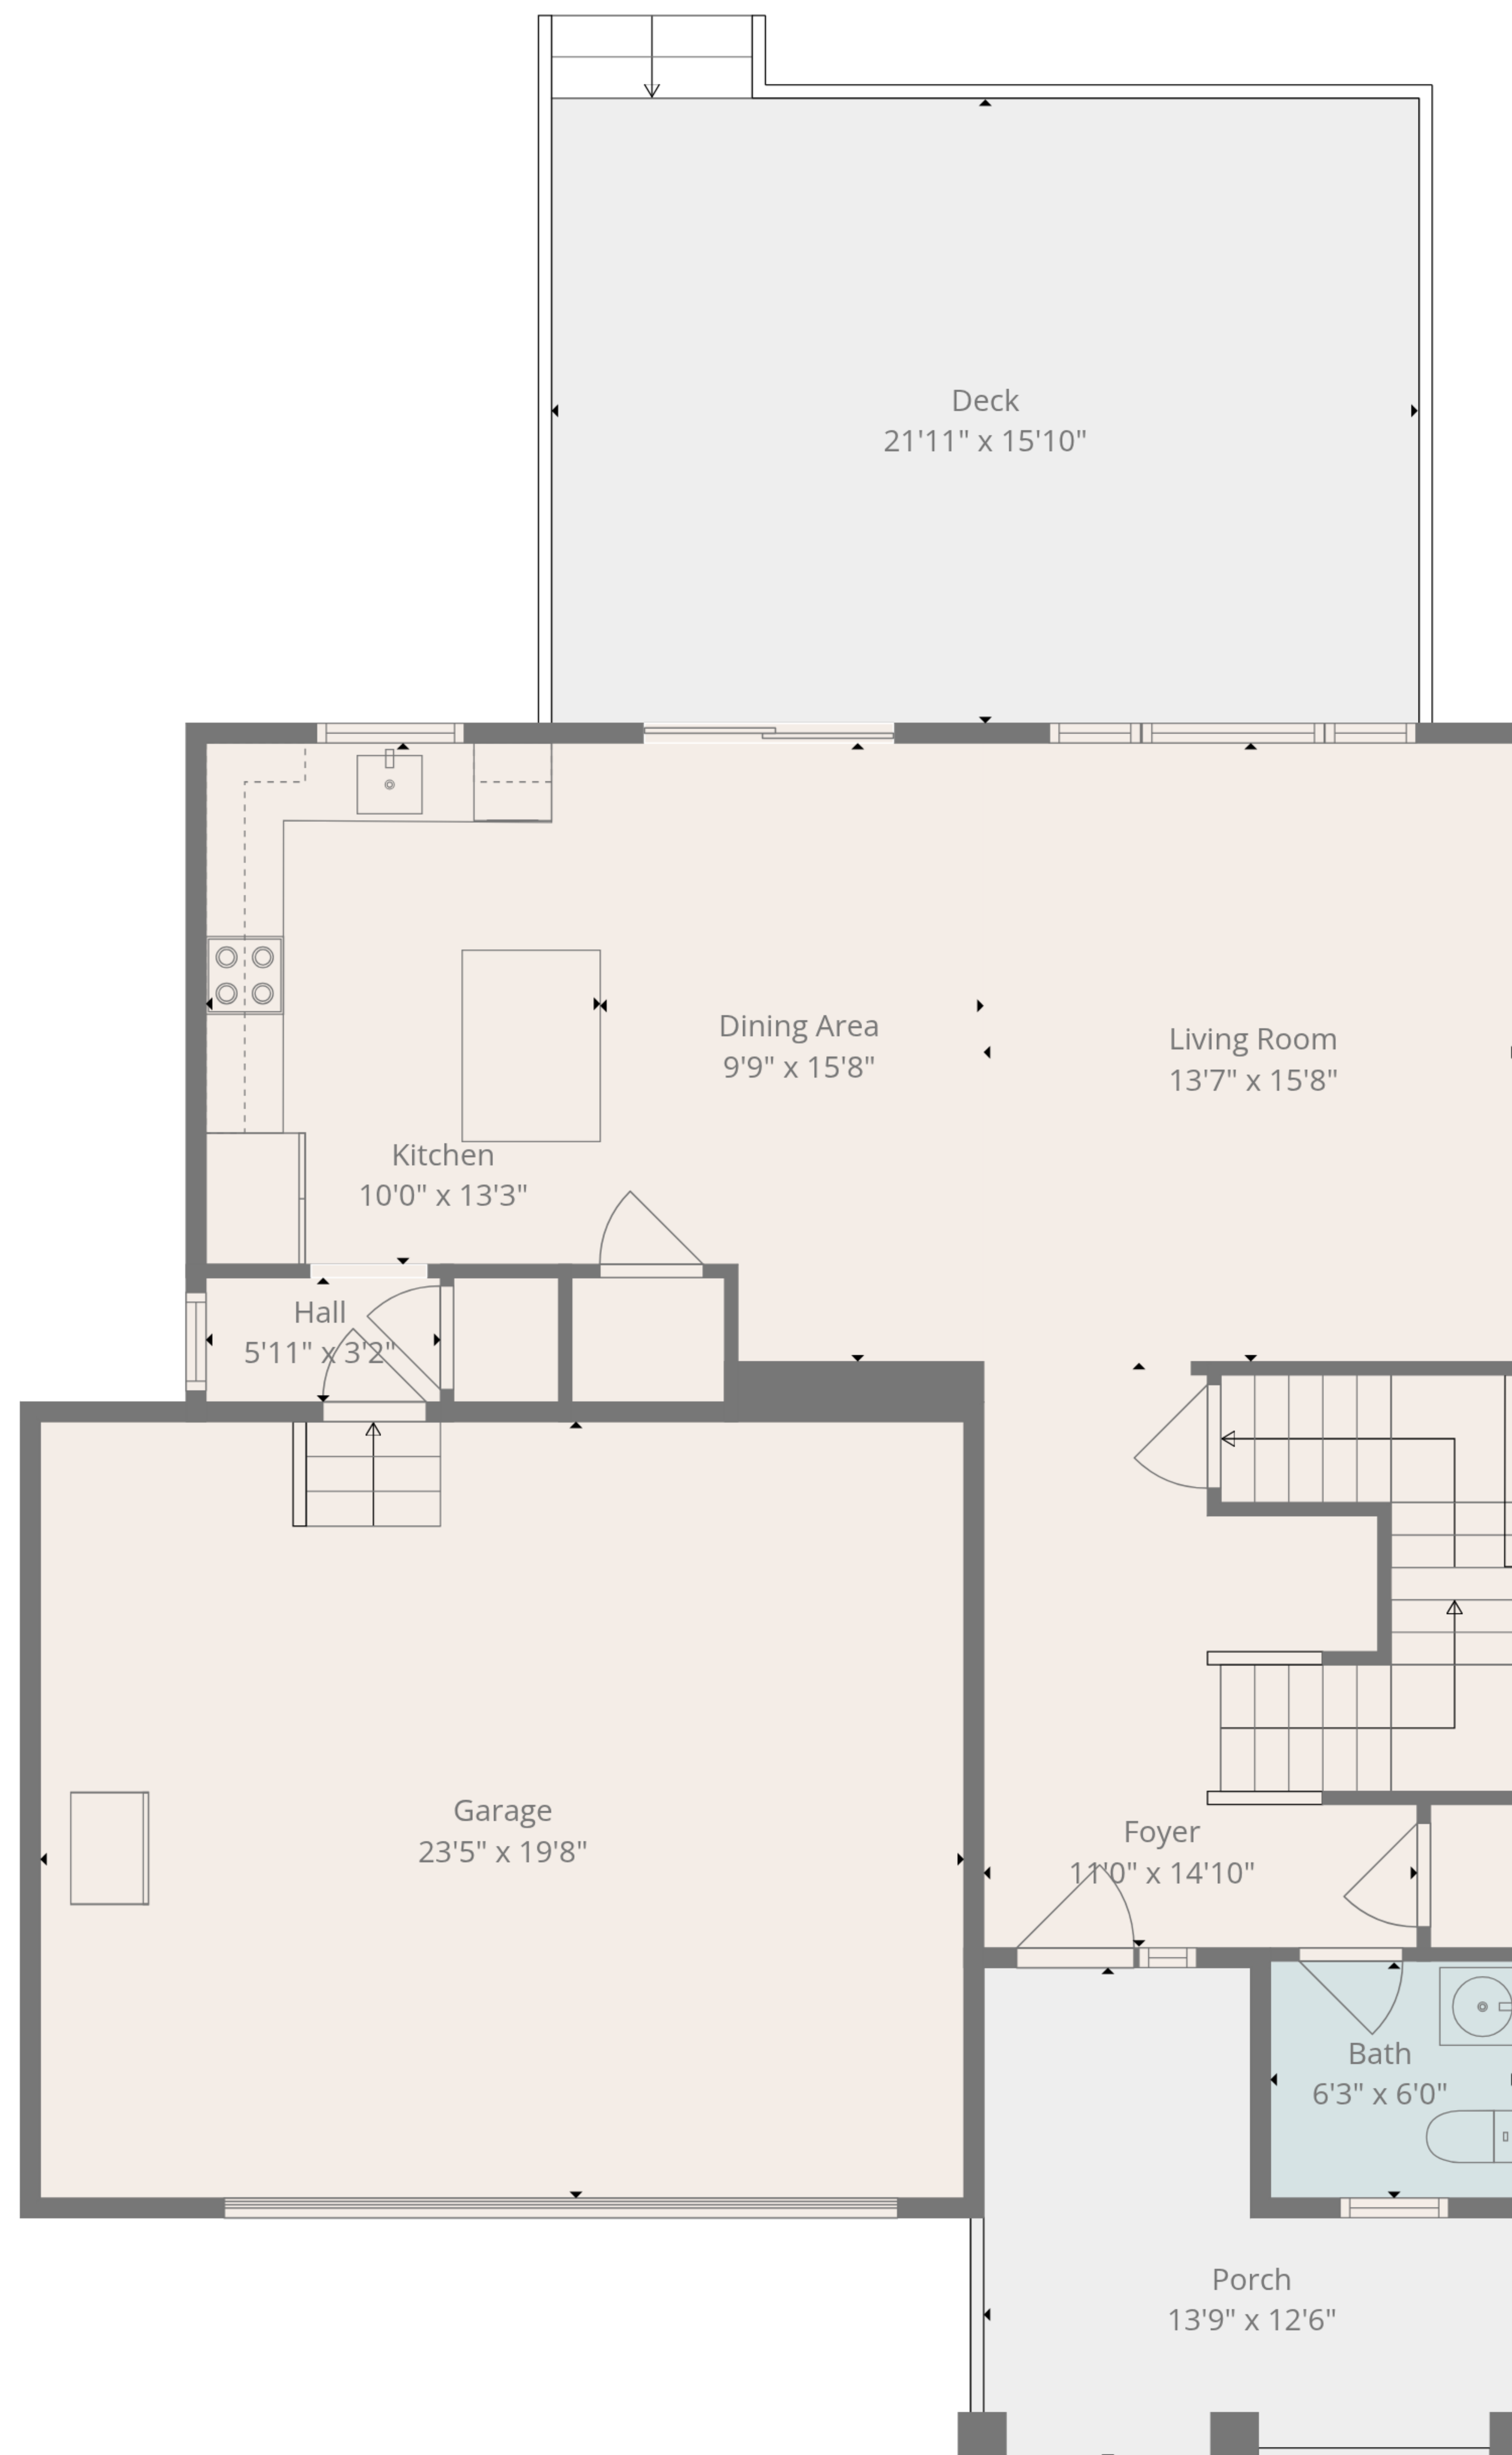 Deck
21'11" x 15'10"
Dining Area
9'9" x 15'8"
Living Room
13'7" x 15'8"
Kitchen
10'0" x 13'3"
Hall
5'11" x 3'2"
Garage
23'5" x 19'8"
Foyer
11'0" x 14'10"
Bath
6'3" x 6'0"
Porch
13'9" x 12'6"